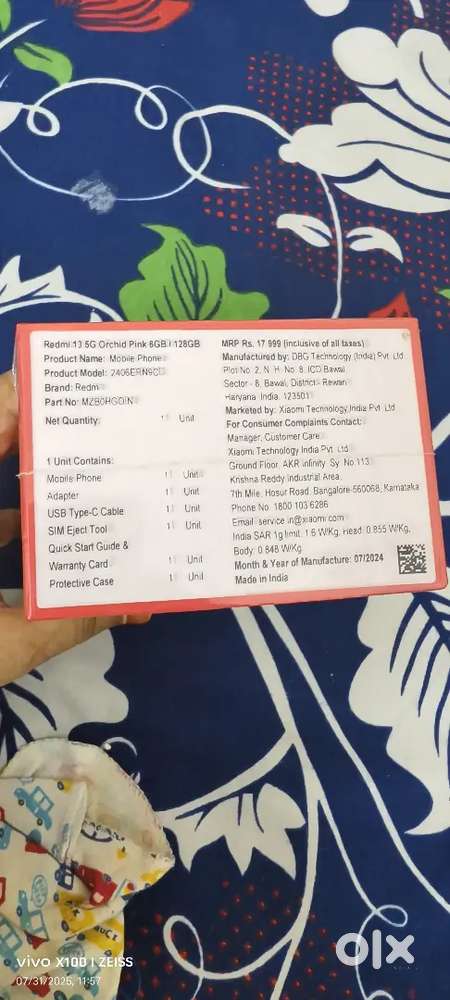 Redmi 13 5G Orchid Pink 6GB / 128GB
Product Name: Mobile Phone
Product Model: 2406ERN9CI
Brand: Redmi
Part No: MZB0HGOIN
Net Quantity: 1 Unit
1 Unit Contains:
Mobile Phone 1 Unit
Adapter 1 Unit
USB Type-C Cable 1 Unit
SIM Eject Tool 1 Unit
Quick Start Guide &
Warranty Card 1 Unit
Protective Case 1 Unit
MRP Rs. 17 999 (inclusive of all taxes)
Manufactured by: DBG Technology (India) Pvt. Ltd.
Plot No. 2, N. H. No. 8, ICD Bawal,
Sector - 8, Bawal, District - Rewari
Haryana, India, 123501
Marketed by: Xiaomi Technology India Pvt. Ltd
For Consumer Complaints Contact:
Manager, Customer Care
Xiaomi Technology India Pvt. Ltd
Ground Floor, AKR infinity, Sy. No.113,
Krishna Reddy Industrial Area,
7th Mile, Hosur Road, Bangalore-560068, Karnataka
Phone No. 1800 103 6286
Email: service.in@xiaomi.com
India SAR 1g limit: 1.6 W/Kg, Head: 0.855 W/Kg,
Body: 0.848 W/Kg
Month & Year of Manufacture: 07/2024
Made in India
vivo X100 | ZEISS
07/31/2025, 11:57
olx